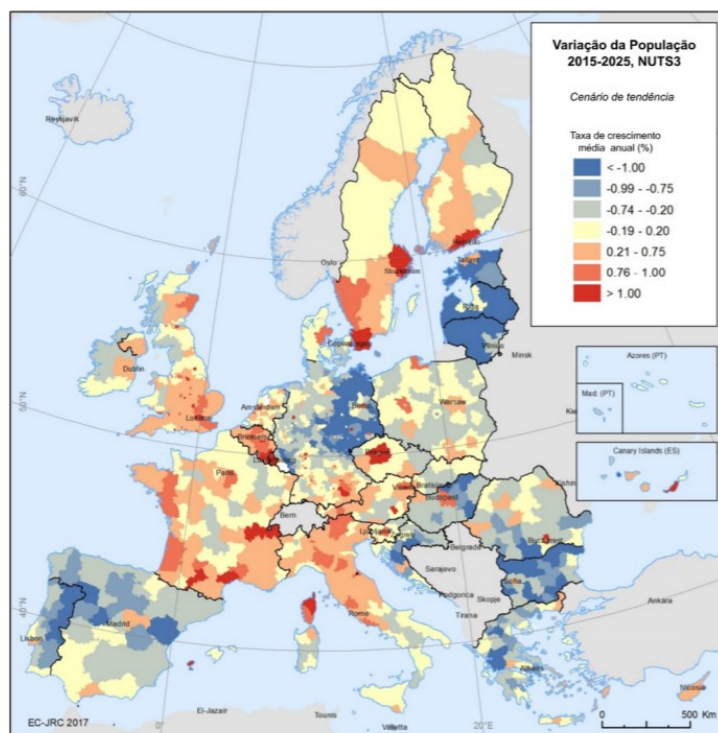 Variação da População
2015-2025, NUTS3
Cenário de tendência
Taxa de crescimento
média anual (%)
< -1.00
-0.99 - -0.75
-0.74 - -0.20
-0.19 - 0.20
0.21 - 0.75
0.76 - 1.00
> 1.00
Reykjavik
60°N
50°N
40°N
Oslo
Stockholm
Helsinki
Tallinn
Riga
Vilnius
Minsk
Copenhagen
Dublin
London
Amsterdam
Berlin
Warsaw
Brussels
Paris
Prague
Bratislava
Budapest
Kishin
Bern
Ljubljana
Belgrade
Bucharest
Sarajevo
Sofia
Podgorica
Skopje
Tirana
Rome
Madrid
Lisbon
Ankara
Athens
Nicosia
El-Jazair
Tounis
Valletta
Azores (PT)
Mad. (PT)
Canary Islands (ES)
EC-JRC 2017
0°
20°E
0
500 Km